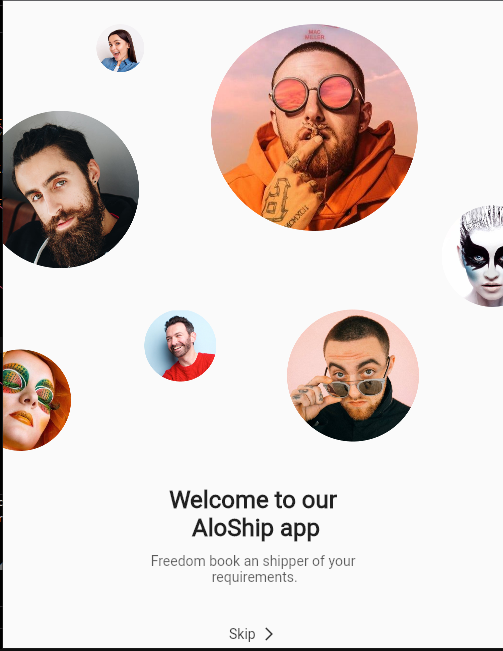 MAC
MILLER
Welcome to our
AloShip app
Freedom book an shipper of your
requirements.
Skip